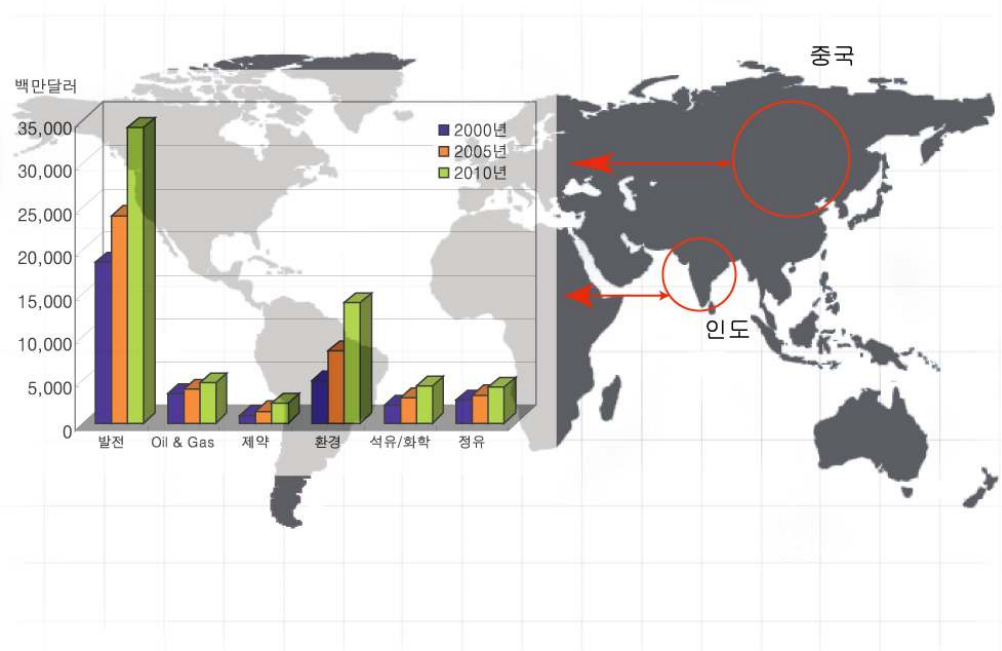 중국
백만달러
35,000
30,000
25,000
20,000
15,000
10,000
5,000
0
2000년
2005년
2010년
발전 Oil & Gas 제약 환경 석유/화학 정유
인도